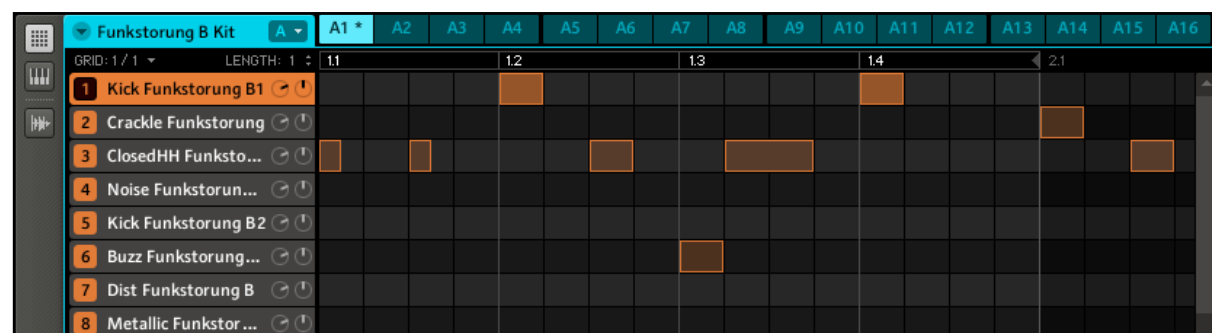 Funkstorung B Kit A A1 * A2 A3 A4 A5 A6 A7 A8 A9 A10 A11 A12 A13 A14 A15 A16
GRID: 1 / 1 LENGTH: 1 1.1 1.2 1.3 1.4 2.1
1 Kick Funkstorung B1
2 Crackle Funkstorung
3 ClosedHH Funksto...
4 Noise Funkstorun...
5 Kick Funkstorung B2
6 Buzz Funkstorung...
7 Dist Funkstorung B
8 Metallic Funkstor...